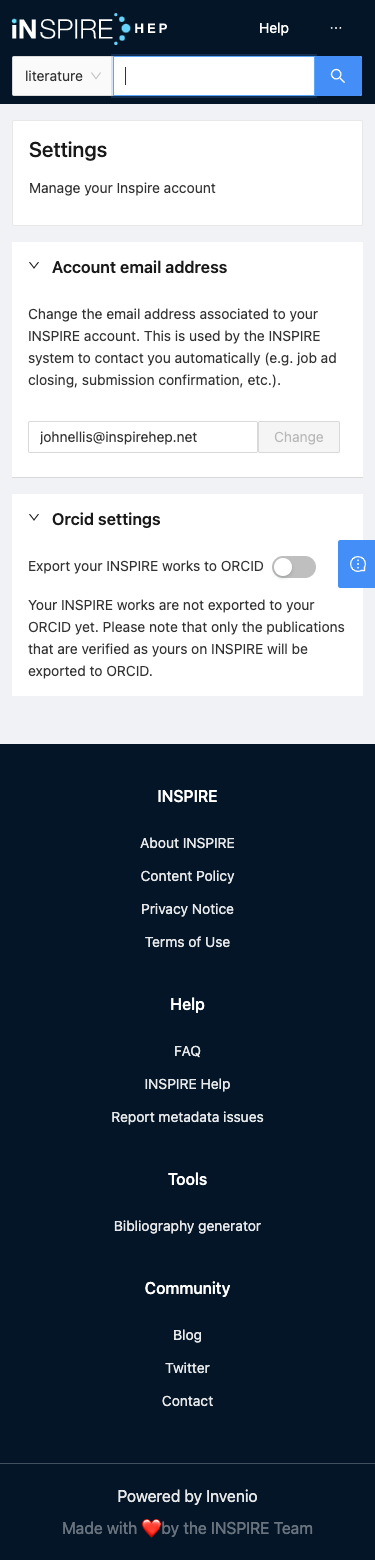 iNSPIRE HEP
Help
···
literature
Settings
Manage your Inspire account
Account email address
Change the email address associated to your
INSPIRE account. This is used by the INSPIRE
system to contact you automatically (e.g. job ad
closing, submission confirmation, etc.).
johnellis@inspirehep.net
Change
Orcid settings
Export your INSPIRE works to ORCID
Your INSPIRE works are not exported to your
ORCID yet. Please note that only the publications
that are verified as yours on INSPIRE will be
exported to ORCID.
INSPIRE
About INSPIRE
Content Policy
Privacy Notice
Terms of Use
Help
FAQ
INSPIRE Help
Report metadata issues
Tools
Bibliography generator
Community
Blog
Twitter
Contact
Powered by Invenio
Made with ❤️by the INSPIRE Team